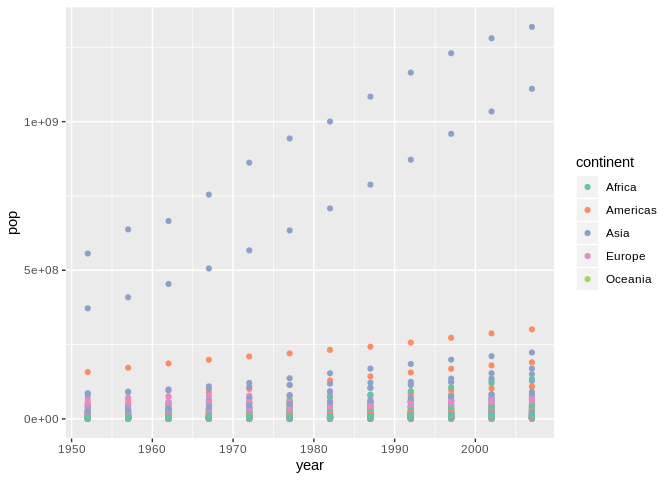 1e+09
5e+08
0e+00
pop
1950 1960 1970 1980 1990 2000
year
continent
Africa
Americas
Asia
Europe
Oceania